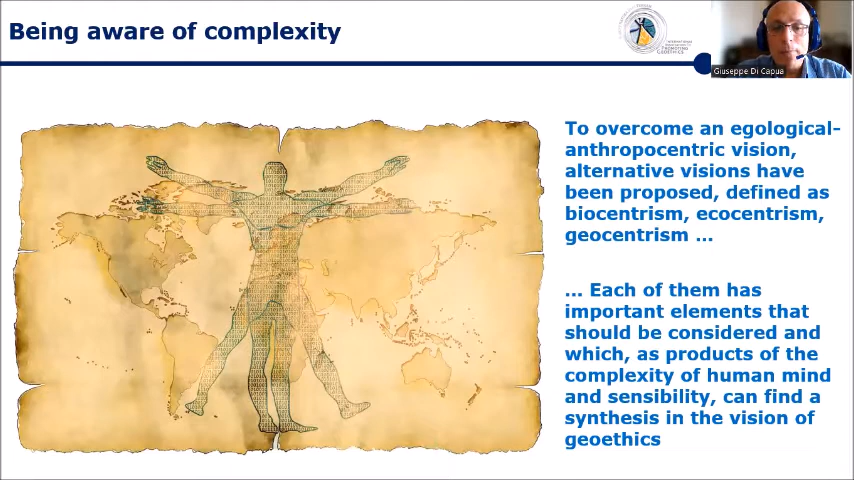 Being aware of complexity
PROMOTING
GEOETHICS
Giuseppe Di Capua
To overcome an egological-
anthropocentric vision,
alternative visions have
been proposed, defined as
biocentrism, ecocentrism,
geocentrism ...
... Each of them has
important elements that
should be considered and
which, as products of the
complexity of human mind
and sensibility, can find a
synthesis in the vision of
geoethics